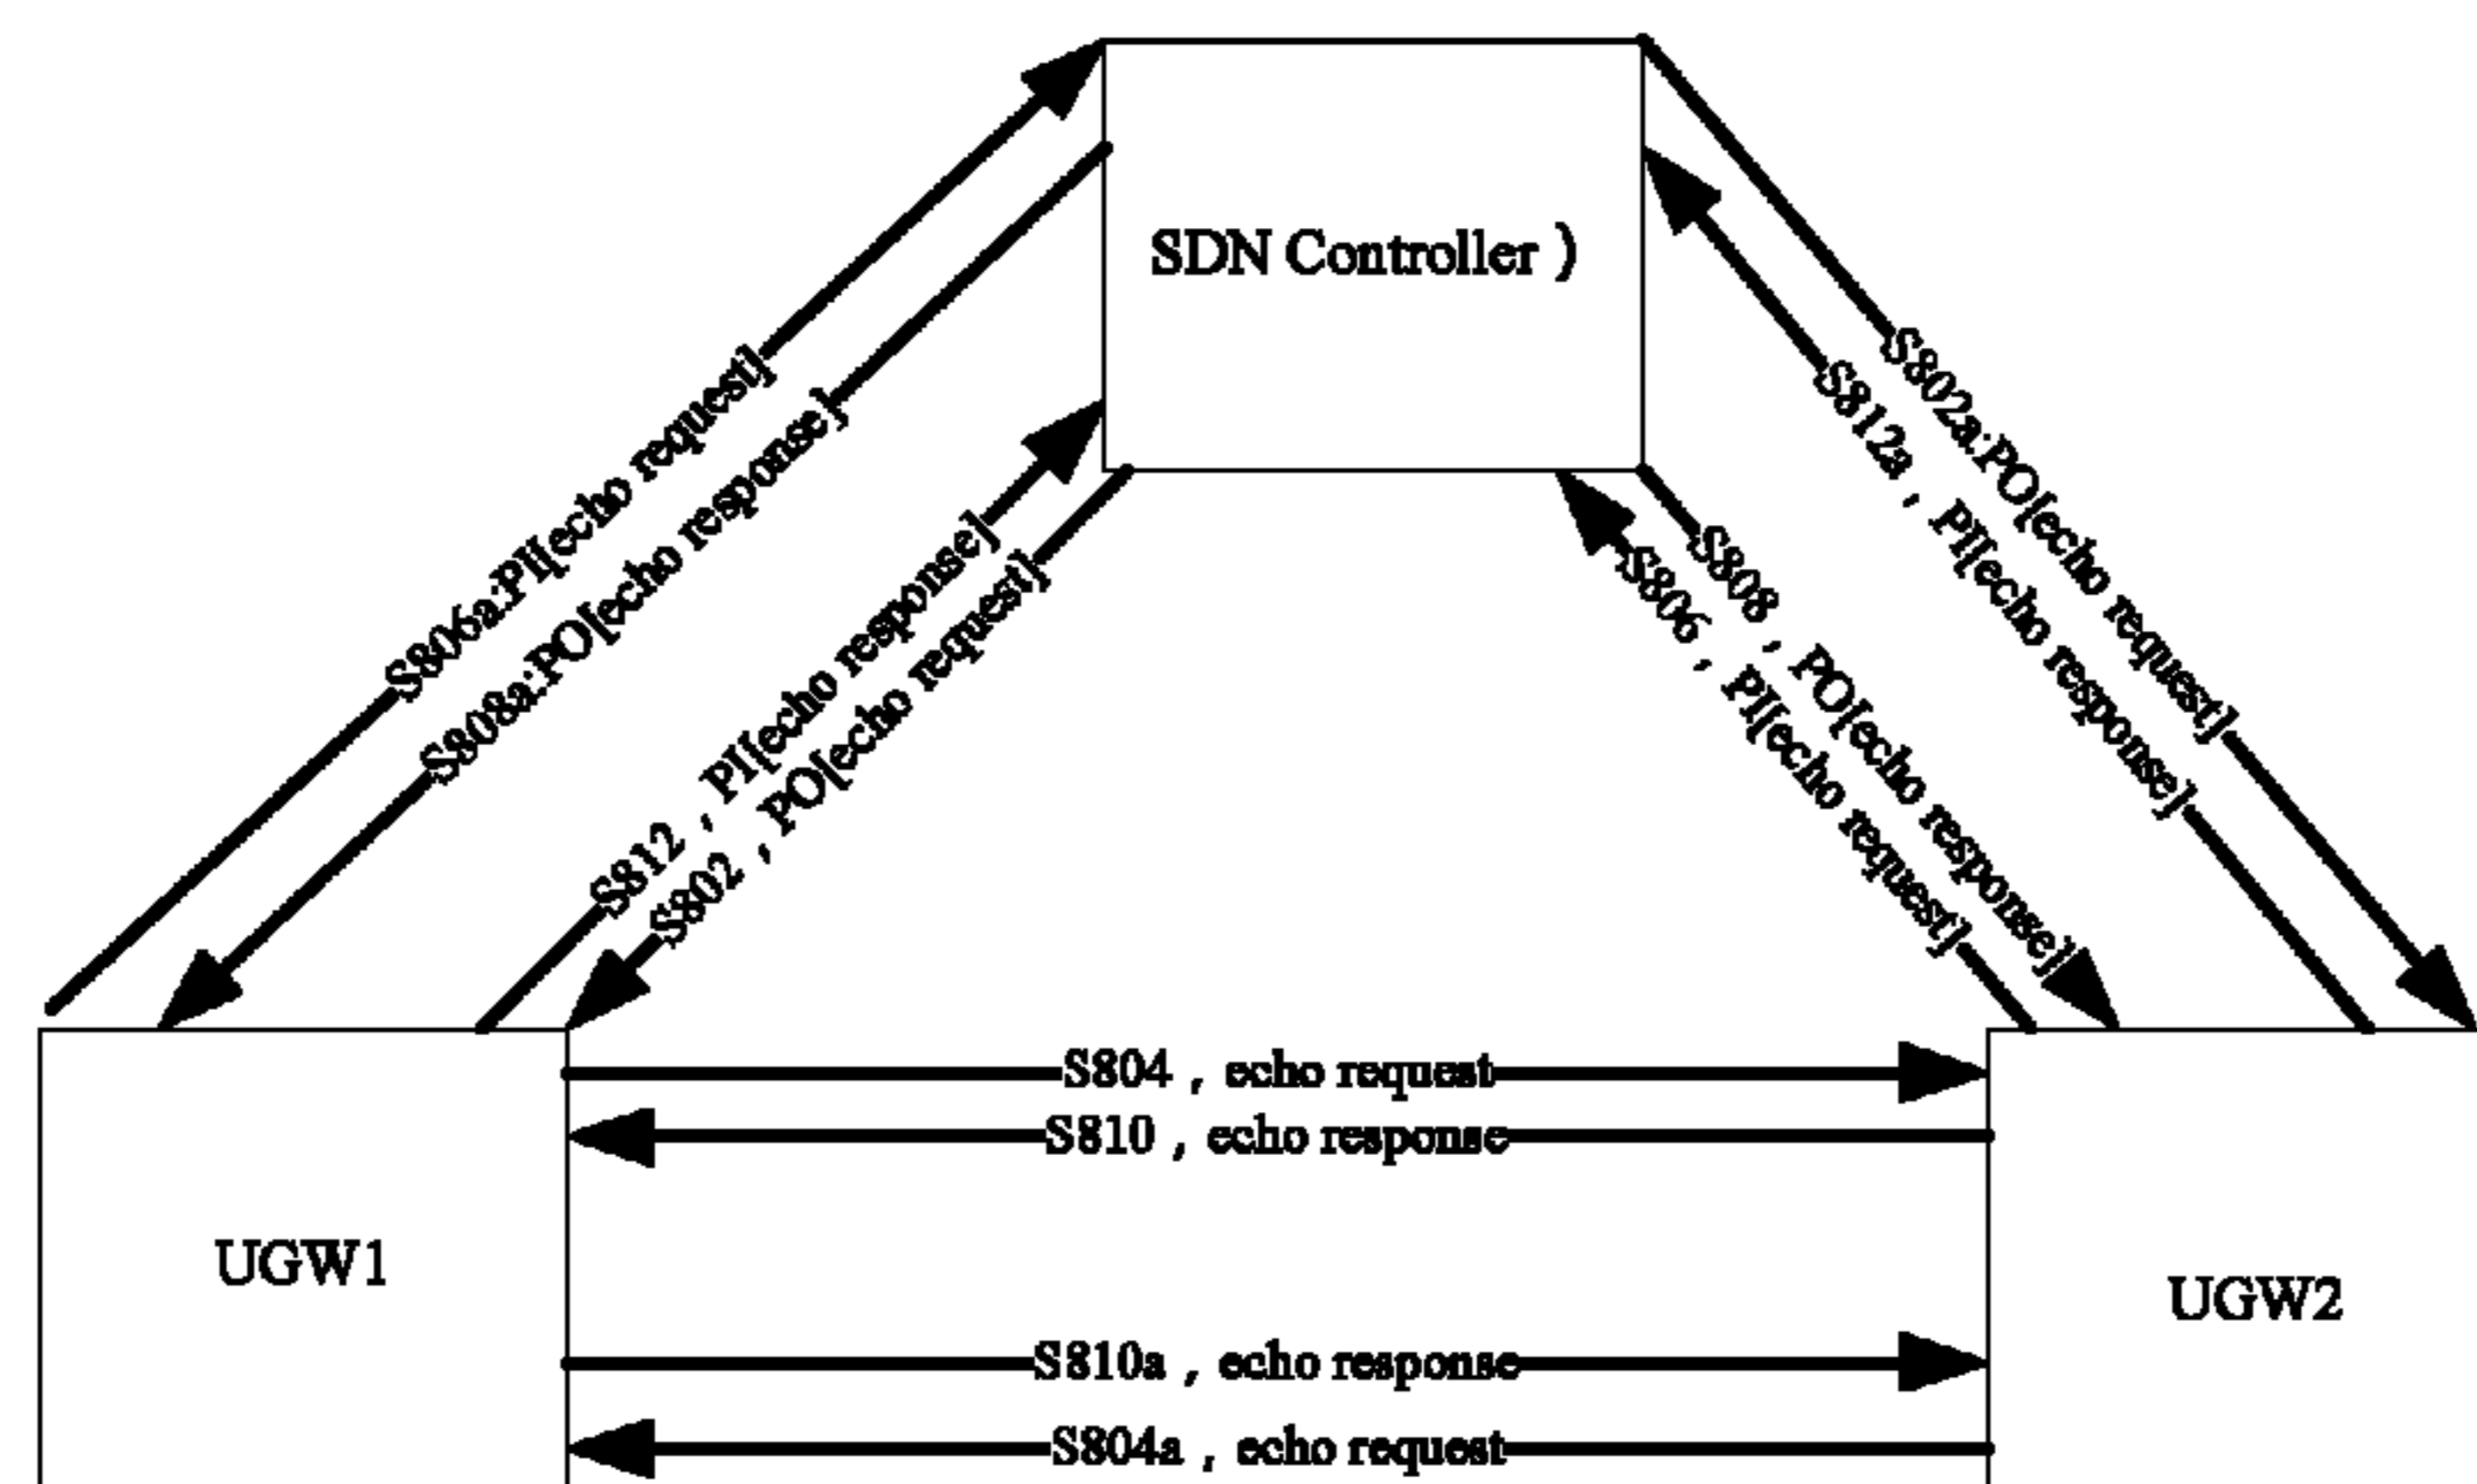 SDN Controller )
S806a:PI[echo request]
S808a:PO[echo response]
S812 , PI[echo response]
S802 , PO[echo request]
S802a:PO[echo request]
S812a , PI[echo response]
S808 , PO[echo response]
S806 , PI[echo request]
S804 , echo request
S810 , echo response
UGW1
UGW2
S810a , echo response
S804a , echo request